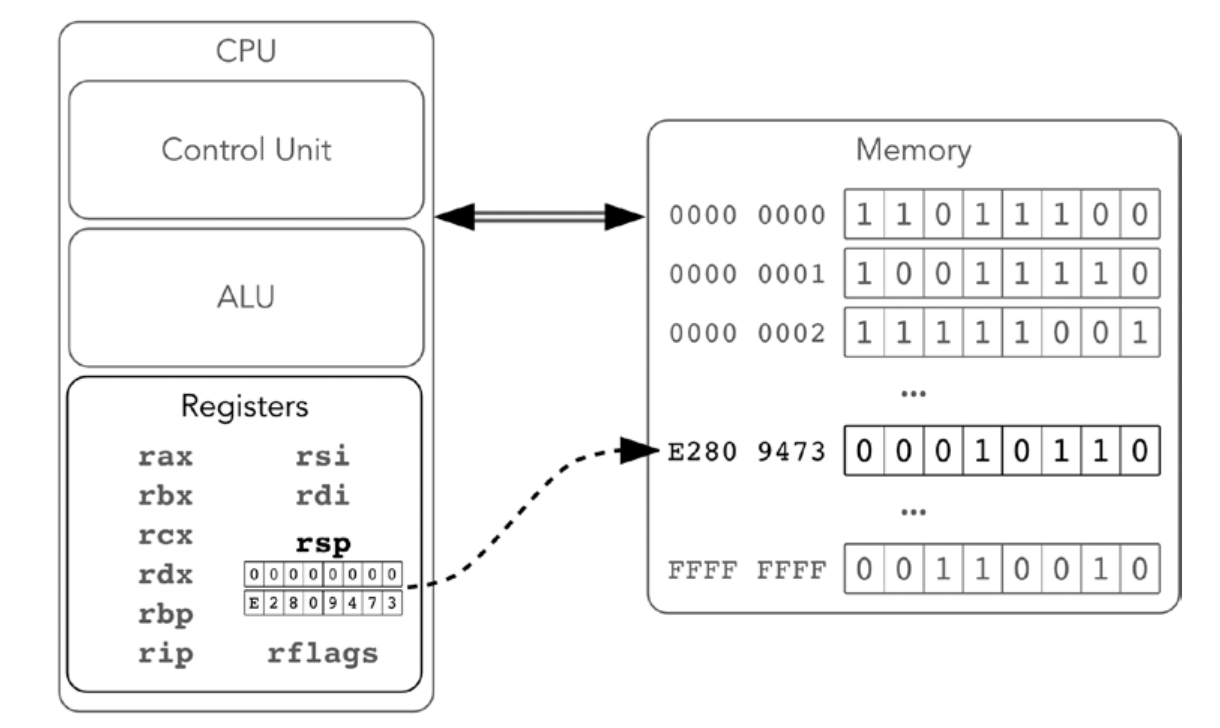 CPU
Control Unit
ALU
Registers
rax rsi
rbx rdi
rcx rsp
rdx 0 0 0 0 0 0 0 0
rbp E 2 8 0 9 4 7 3
rip rflags
Memory
0000 0000 1 1 0 1 1 1 0 0
0000 0001 1 0 0 1 1 1 1 0
0000 0002 1 1 1 1 1 0 0 1
...
E280 9473 0 0 0 1 0 1 1 0
...
FFFF FFFF 0 0 1 1 0 0 1 0